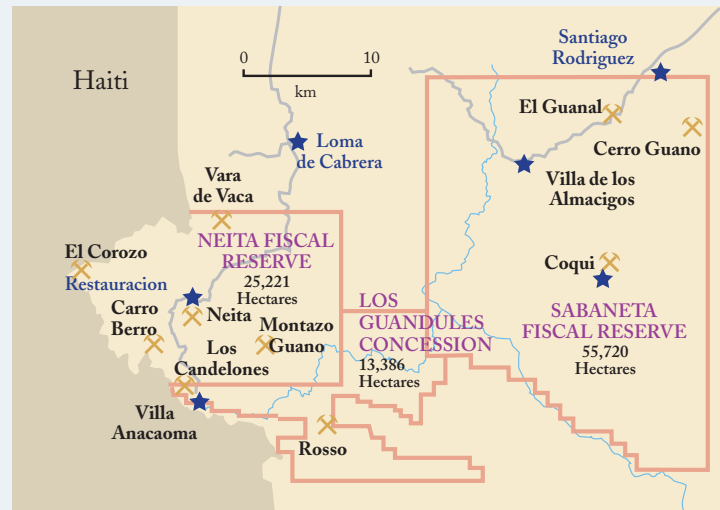 Haiti
0 10
km
Santiago
Rodriguez
El Guanal
Cerro Guano
Loma
de Cabrera
Villa de los
Almacigos
Vara
de Vaca
NEITA FISCAL
RESERVE
25,221
Hectares
El Corozo
Restauracion
Carro
Berro
Neita
Montazo
Guano
Los
Candelones
Coqui
LOS
GUANDULES
CONCESSION
13,386
Hectares
SABANETA
FISCAL RESERVE
55,720
Hectares
Villa
Anacaoma
Rosso